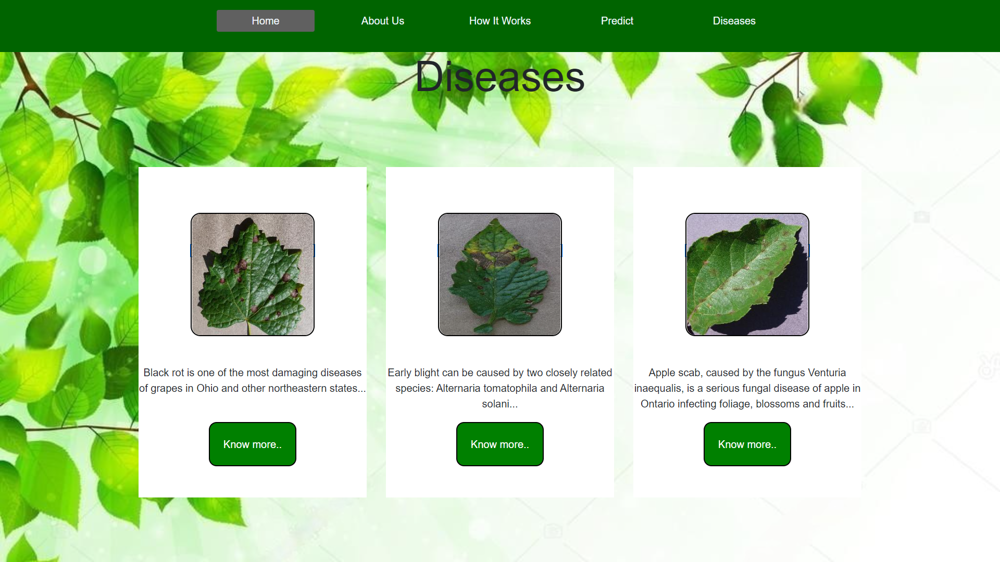 Home
About Us
How It Works
Predict
Diseases
Diseases
Black rot is one of the most damaging diseases
of grapes in Ohio and other northeastern states...
Know more..
Early blight can be caused by two closely related
species: Alternaria tomatophila and Alternaria
solani...
Know more..
Apple scab, caused by the fungus Venturia
inaequalis, is a serious fungal disease of apple in
Ontario infecting foliage, blossoms and fruits...
Know more..